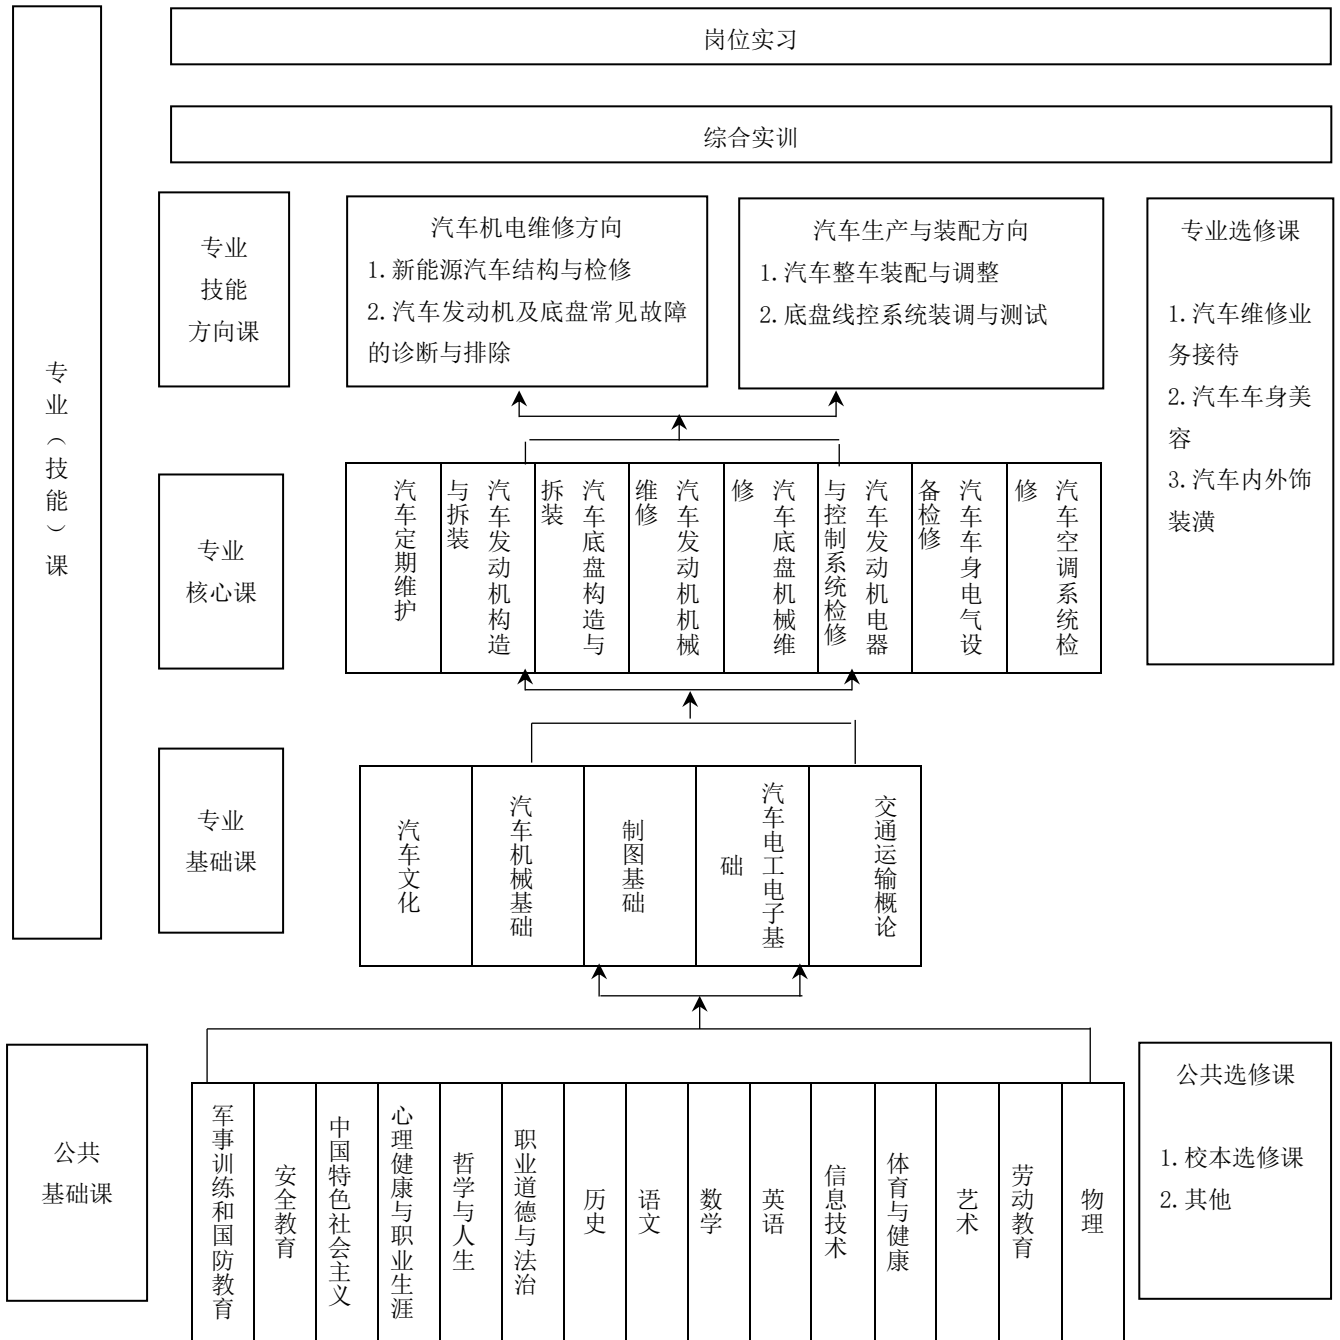 岗位实习
综合实训
专业（技能）课
专业
技能
方向课
汽车机电维修方向
1.新能源汽车结构与检修
2.汽车发动机及底盘常见故障
的诊断与排除
汽车生产与装配方向
1.汽车整车装配与调整
2.底盘线控系统装调与测试
专业选修课
1.汽车维修业
务接待
2.汽车车身美
容
3.汽车内外饰
装潢
专业
核心课
汽车定期维护
汽车发动机构造
与拆装
汽车底盘构造与
拆装
汽车发动机机械
维修
汽车底盘机械维
修
汽车发动机电器
与控制系统检修
汽车车身电气设
备检修
汽车空调系统检
修
专业
基础课
汽车文化
汽车机械基础
制图基础
汽车电工电子基
础
交通运输概论
公共
基础课
军事训练和国防教育
安全教育
中国特色社会主义
心理健康与职业生涯
哲学与人生
职业道德与法治
历史
语文
数学
英语
信息技术
体育与健康
艺术
劳动教育
物理
公共选修课
1.校本选修课
2.其他